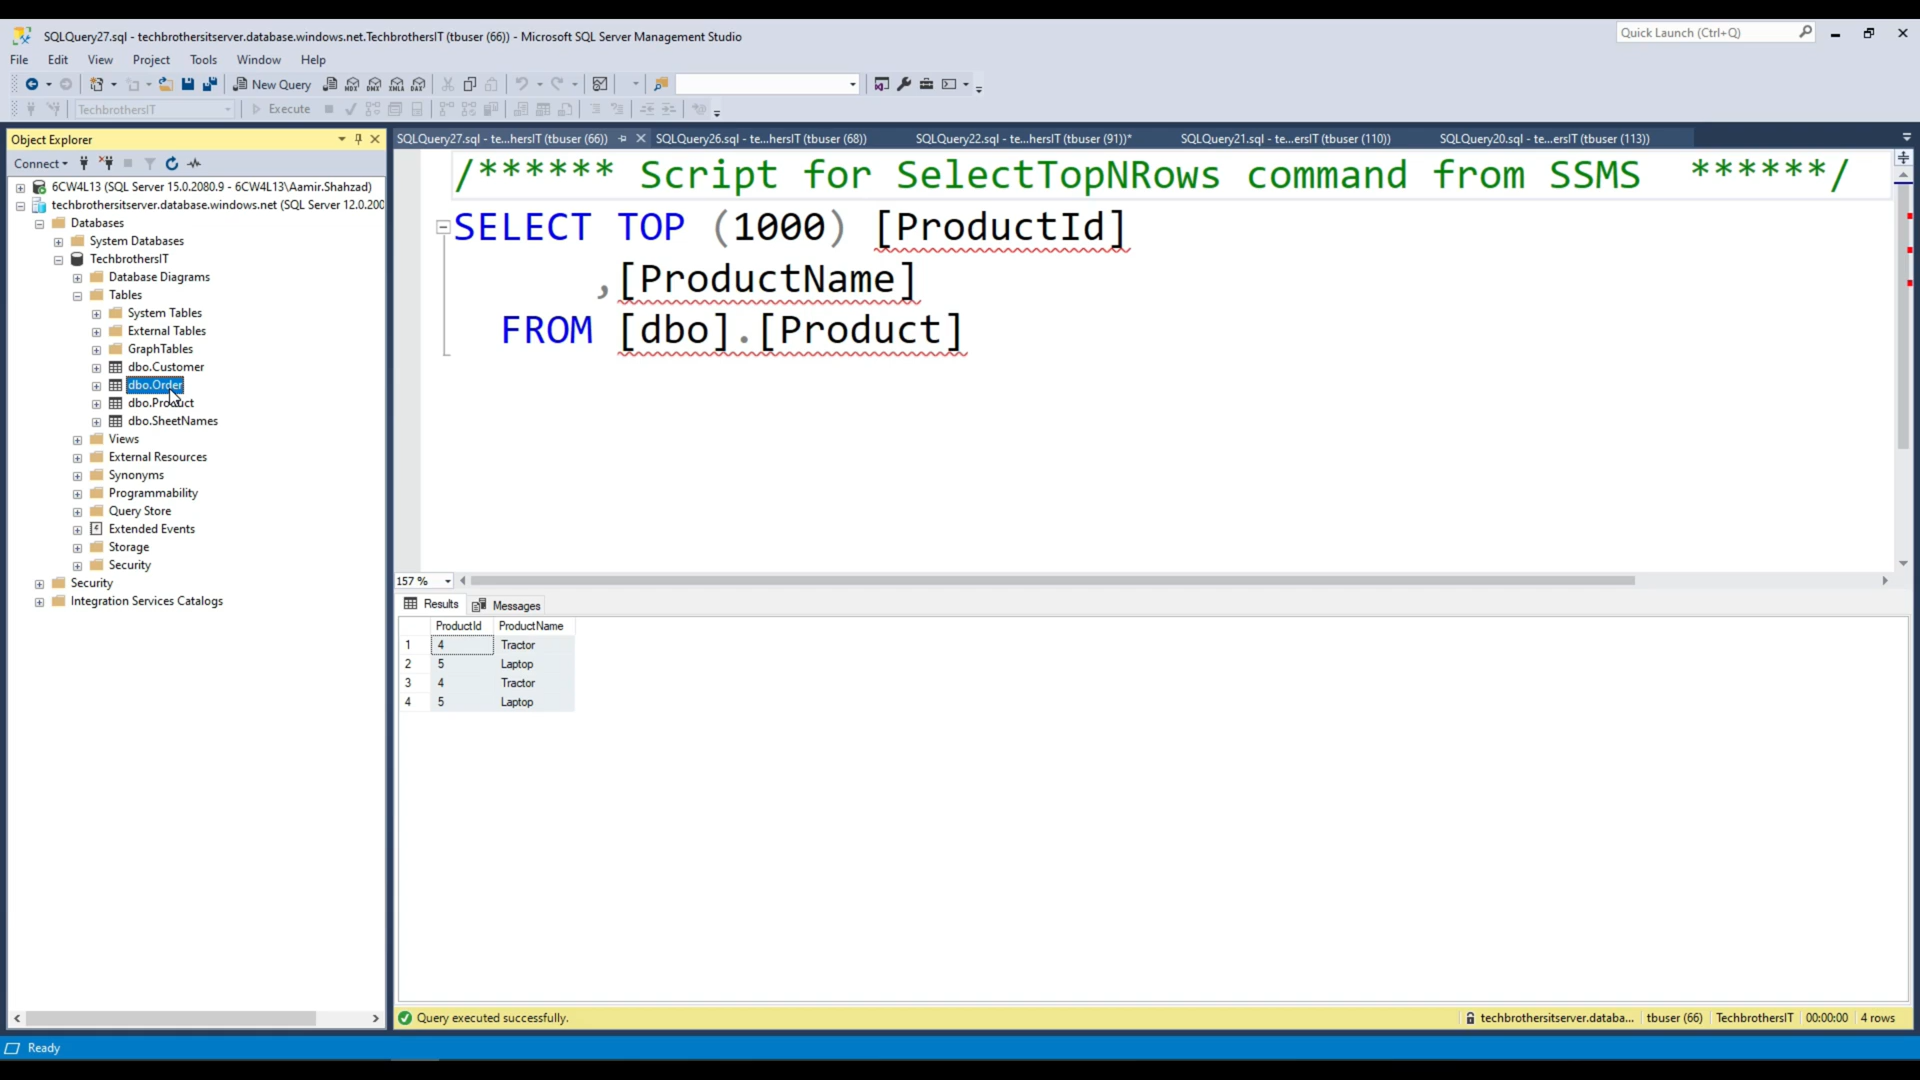 SQLQuery27.sql - techbrothersitserver.database.windows.net.TechbrothersIT (tbuser (66)) - Microsoft SQL Server Management Studio
Quick Launch (Ctrl+Q)
File Edit View Project Tools Window Help
New Query
MDX DMX XMLA DAX
TechbrothersIT
Execute
Object Explorer
Connect
6CW4L13 (SQL Server 15.0.2080.9 - 6CW4L13\Aamir.Shahzad)
techbrothersitserver.database.windows.net (SQL Server 12.0.200
Databases
System Databases
TechbrothersIT
Database Diagrams
Tables
System Tables
External Tables
GraphTables
dbo.Customer
dbo.Order
dbo.Product
dbo.SheetNames
Views
External Resources
Synonyms
Programmability
Query Store
Extended Events
Storage
Security
Security
Integration Services Catalogs
SQLQuery27.sql - te...hersIT (tbuser (66)) SQLQuery26.sql - te...hersIT (tbuser (68)) SQLQuery22.sql - te...hersIT (tbuser (91))* SQLQuery21.sql - te...ersIT (tbuser (110)) SQLQuery20.sql - te...ersIT (tbuser (113))
/****** Script for SelectTopNRows command from SSMS ******/
SELECT TOP (1000) [ProductId]
,[ProductName]
FROM [dbo].[Product]
157 %
Results Messages
ProductId ProductName
1 4 Tractor
2 5 Laptop
3 4 Tractor
4 5 Laptop
Query executed successfully.
techbrothersitserver.databa... tbuser (66) TechbrothersIT 00:00:00 4 rows
Ready